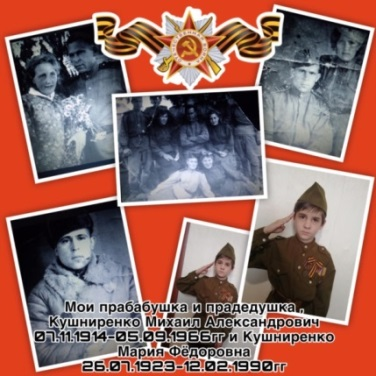 Мои прабабушка и прадедушка ,
Кушниренко Михаил Александрович
07.11.1914-05.09.1966гг и Кушниренко
Мария Фёдоровна
26.07.1923-12.02.1990гг